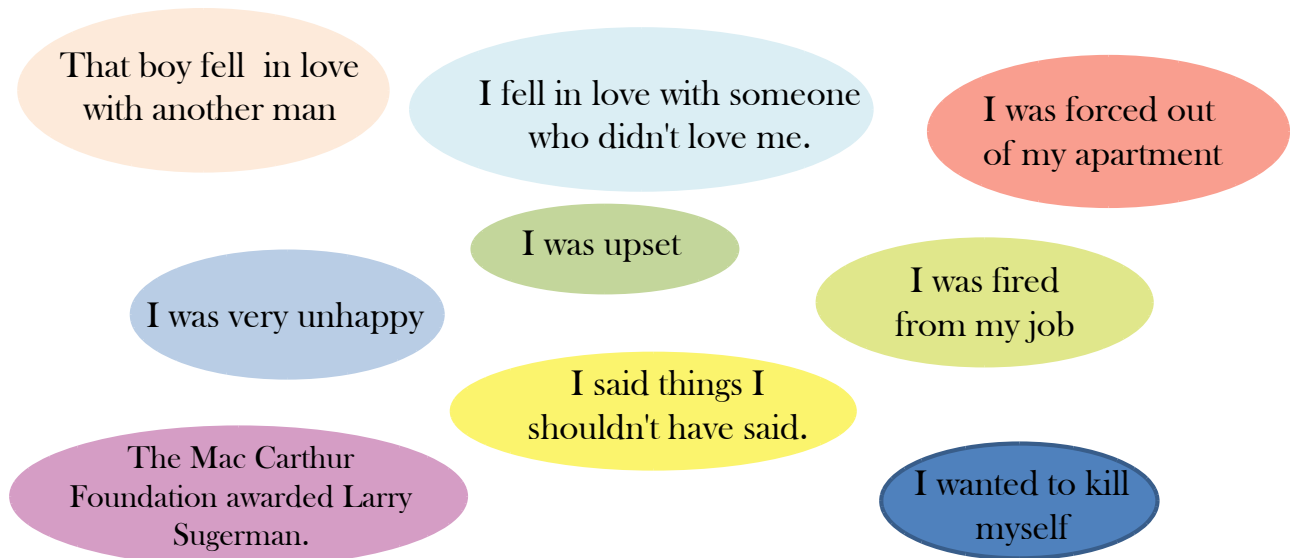 That boy fell  in love
with another man
I fell in love with someone
who didn't love me.
I was forced out
of my apartment
I was upset
I was very unhappy
I was fired
from my job
I said things I
shouldn't have said.
The Mac Carthur
Foundation awarded Larry
Sugerman.
I wanted to kill
myself